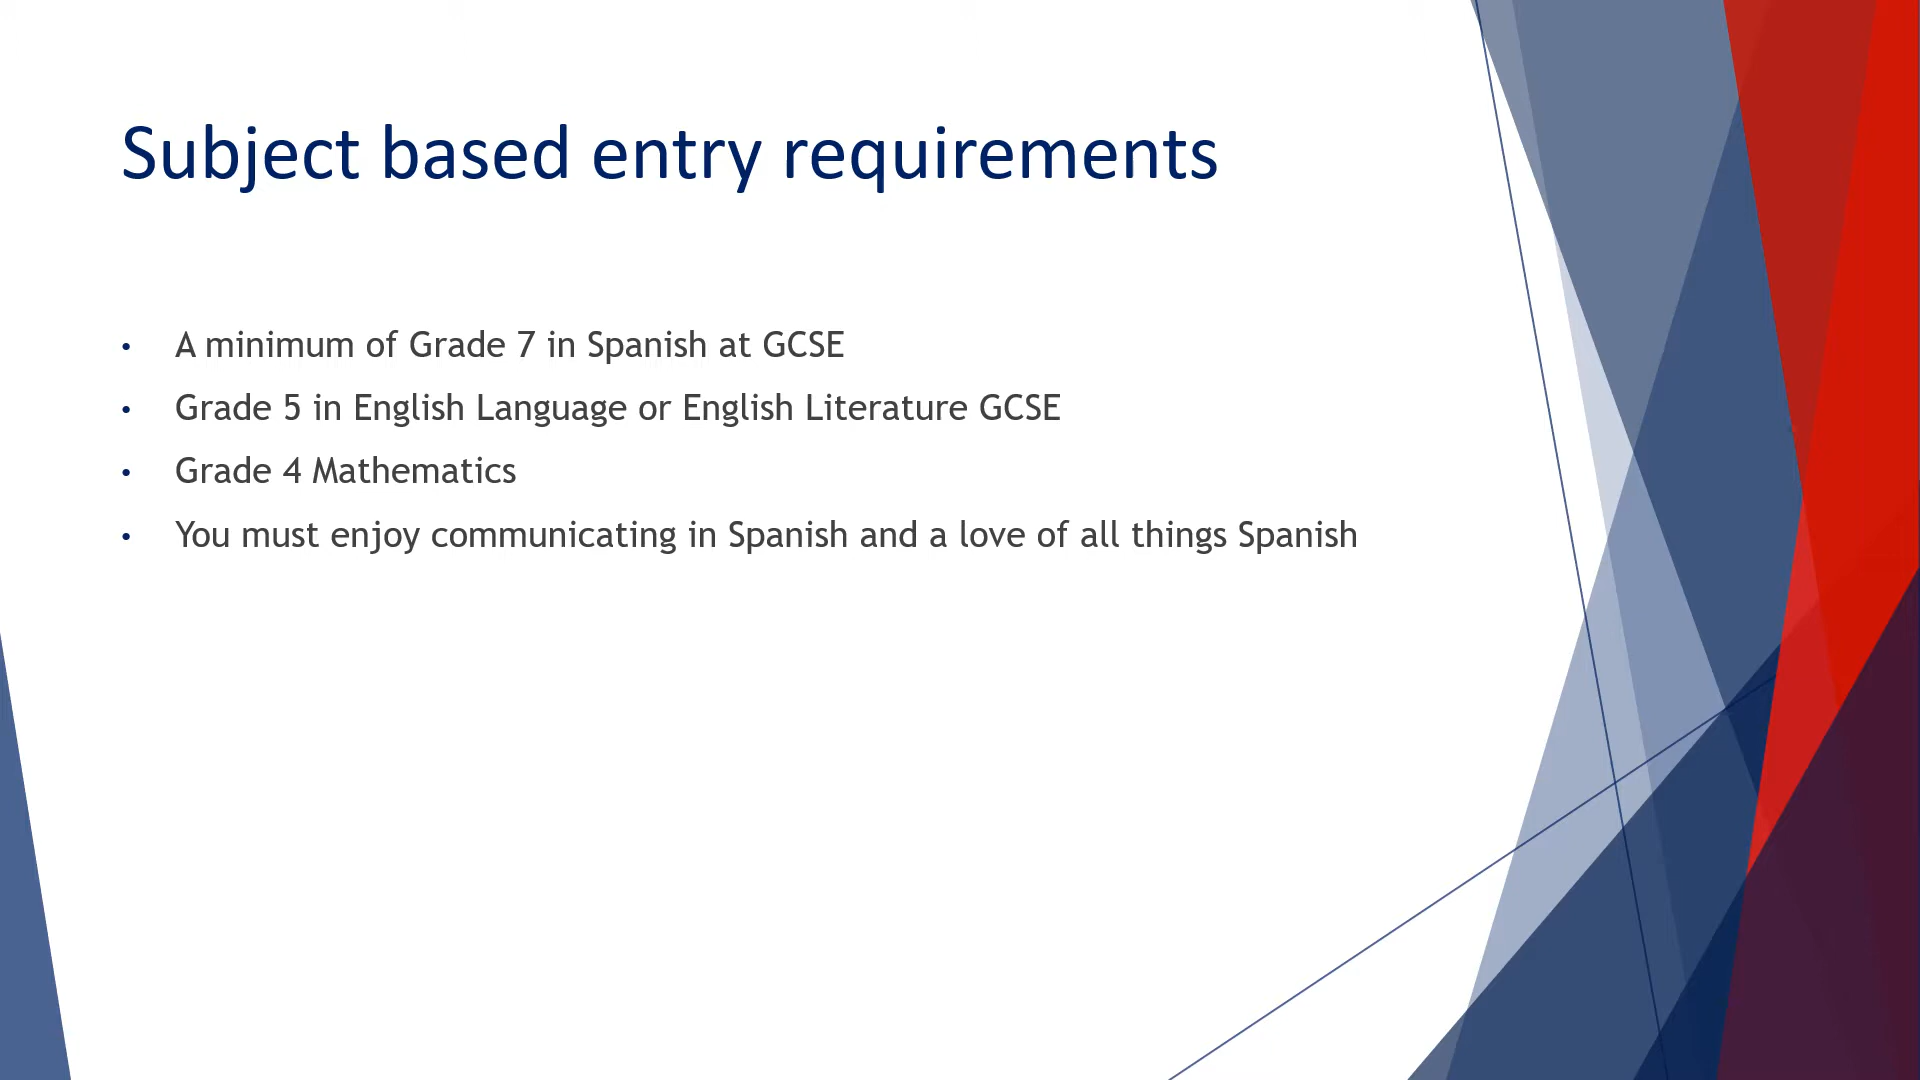 Subject based entry requirements
• A minimum of Grade 7 in Spanish at GCSE
• Grade 5 in English Language or English Literature GCSE
• Grade 4 Mathematics
• You must enjoy communicating in Spanish and a love of all things Spanish